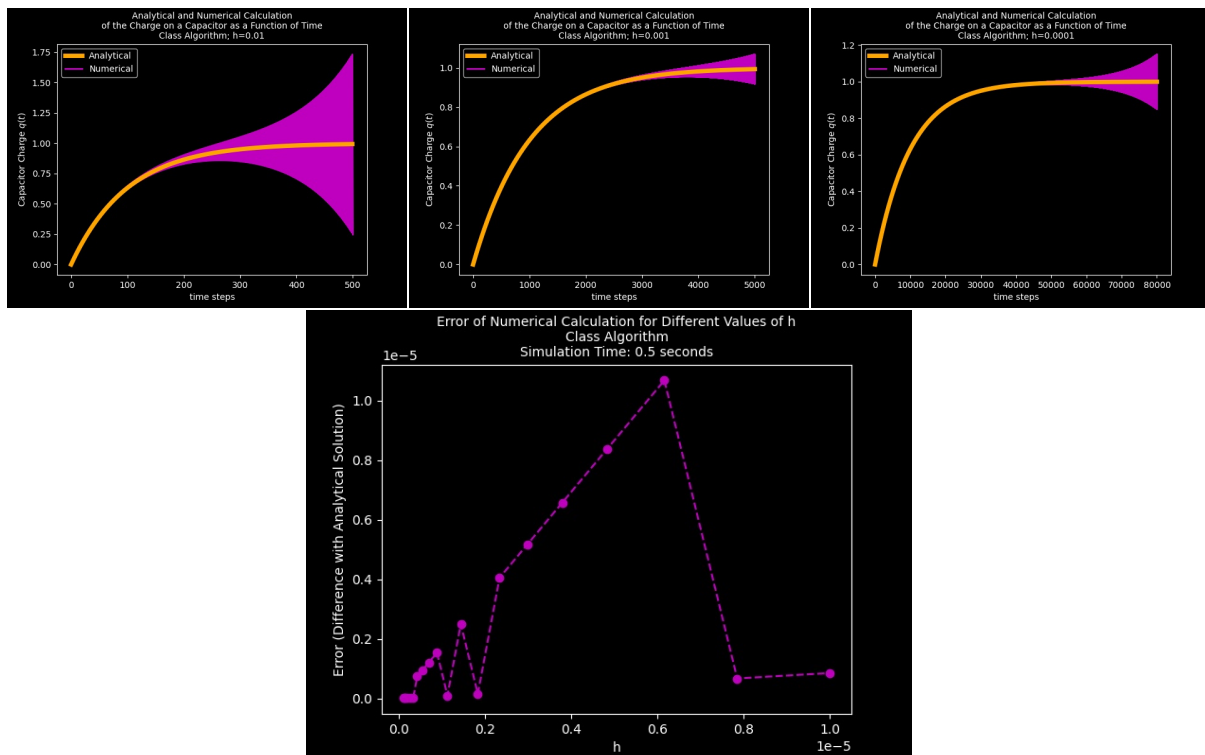 Analytical and Numerical Calculation
of the Charge on a Capacitor as a Function of Time
Class Algorithm; h=0.01
Analytical
Numerical
1.75
1.50
1.25
1.00
0.75
0.50
0.25
0.00
Capacitor Charge q(t)
0
100
200
300
400
500
time steps
Analytical and Numerical Calculation
of the Charge on a Capacitor as a Function of Time
Class Algorithm; h=0.001
Analytical
Numerical
1.0
0.8
0.6
0.4
0.2
0.0
Capacitor Charge q(t)
0
1000
2000
3000
4000
5000
time steps
Analytical and Numerical Calculation
of the Charge on a Capacitor as a Function of Time
Class Algorithm; h=0.0001
Analytical
Numerical
1.2
1.0
0.8
0.6
0.4
0.2
0.0
Capacitor Charge q(t)
0
10000
20000
30000
40000
50000
60000
70000
80000
time steps
Error of Numerical Calculation for Different Values of h
Class Algorithm
Simulation Time: 0.5 seconds
1e−5
1.0
0.8
0.6
0.4
0.2
0.0
Error (Difference with Analytical Solution)
0.0
0.2
0.4
0.6
0.8
1.0
1e−5
h